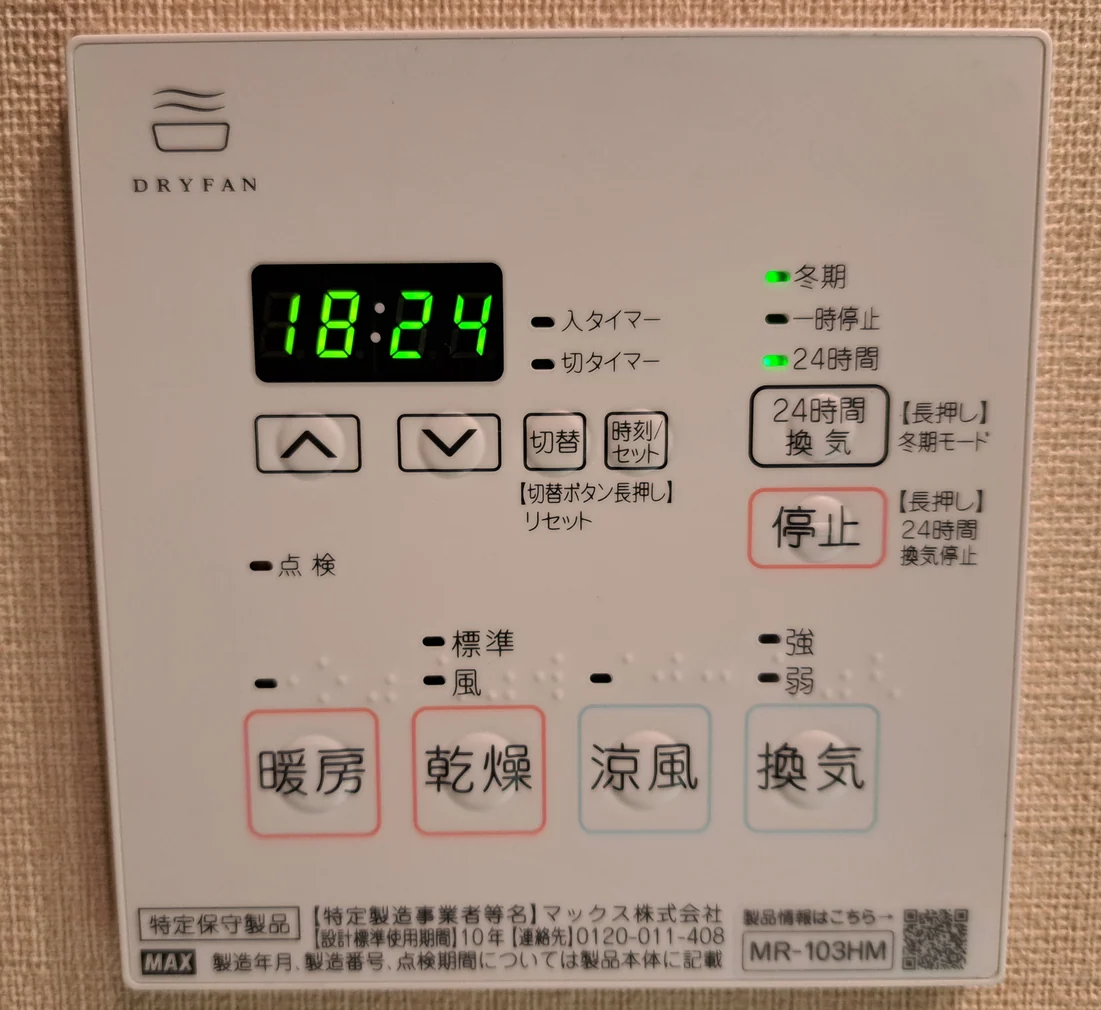 DRYFAN
18:24
入タイマー
切タイマー
冬期
一時停止
24時間
切替
時刻/
セット
【切替ボタン長押し】
リセット
24時間
換気
【長押し】
冬期モード
停止
【長押し】
24時間
換気停止
点検
標準
風
強
弱
暖房
乾燥
涼風
換気
特定保守製品
【特定製造事業者等名】マックス株式会社
【設計標準使用期間】10年【連絡先】0120-011-408
MAX 製造年月、製造番号、点検期間については製品本体に記載
製品情報はこちら→
MR-103HM